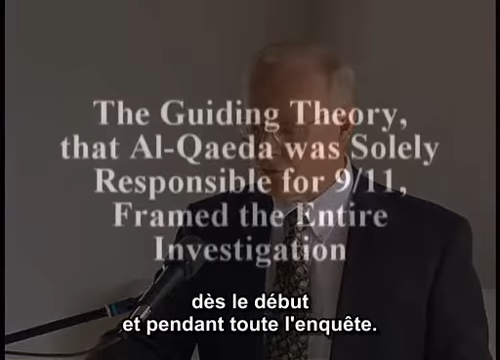 The Guiding Theory,
that Al-Qaeda was Solely
Responsible for 9/11,
Framed the Entire
Investigation
dès le début
et pendant toute l'enquête.